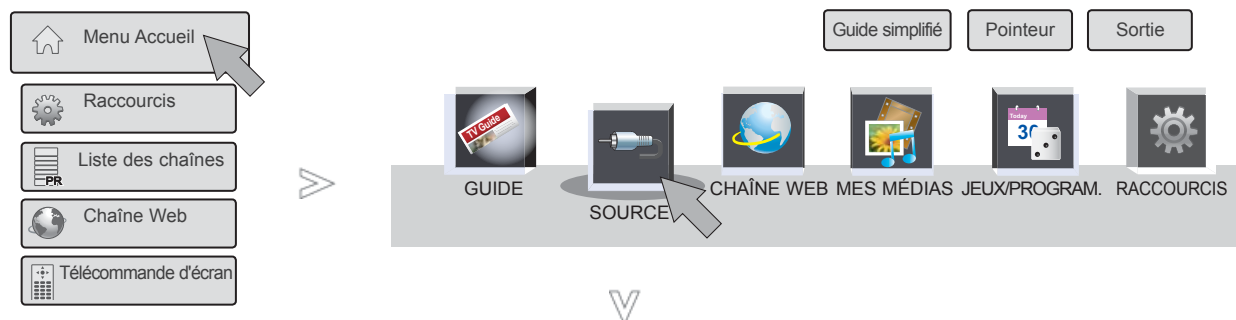 Menu Accueil
Raccourcis
Liste des chaînes
PR
Chaîne Web
Télécommande d'écran
Guide simplifié
Pointeur
Sortie
TV Guide
Today
30
GUIDE
SOURCE
CHAÎNE WEB
MES MÉDIAS
JEUX/PROGRAM.
RACCOURCIS